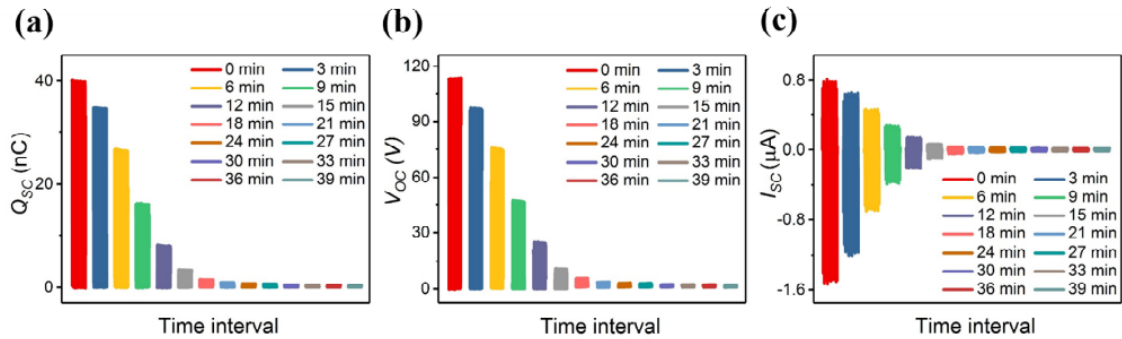 (a)
40
20
0
Q_SC (nC)
0 min 3 min
6 min 9 min
12 min 15 min
18 min 21 min
24 min 27 min
30 min 33 min
36 min 39 min
Time interval
(b)
120
90
60
30
0
V_OC (V)
0 min 3 min
6 min 9 min
12 min 15 min
18 min 21 min
24 min 27 min
30 min 33 min
36 min 39 min
Time interval
(c)
0.8
0.0
-0.8
-1.6
I_SC (μA)
0 min 3 min
6 min 9 min
12 min 15 min
18 min 21 min
24 min 27 min
30 min 33 min
36 min 39 min
Time interval